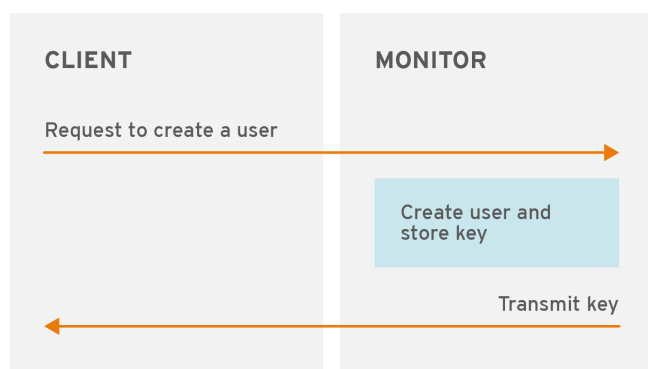 CLIENT
MONITOR
Request to create a user
Create user and
store key
Transmit key